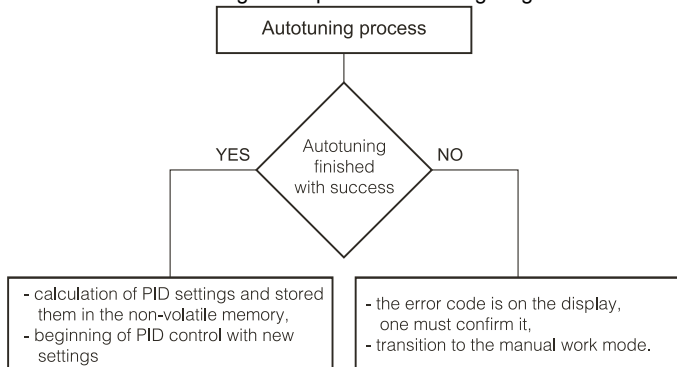 Autotuning process
Autotuning
finished
with success
YES
NO
- calculation of PID settings and stored
them in the non-volatile memory,
- beginning of PID control with new
settings
- the error code is on the display,
one must confirm it,
- transition to the manual work mode.